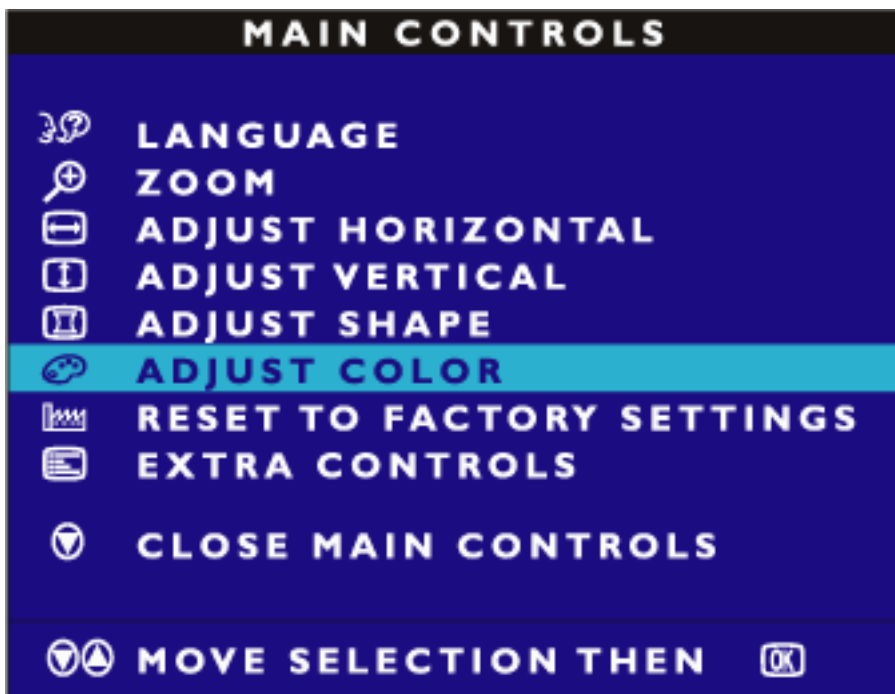 MAIN CONTROLS
LANGUAGE
ZOOM
ADJUST HORIZONTAL
ADJUST VERTICAL
ADJUST SHAPE
ADJUST COLOR
RESET TO FACTORY SETTINGS
EXTRA CONTROLS
CLOSE MAIN CONTROLS
MOVE SELECTION THEN OK